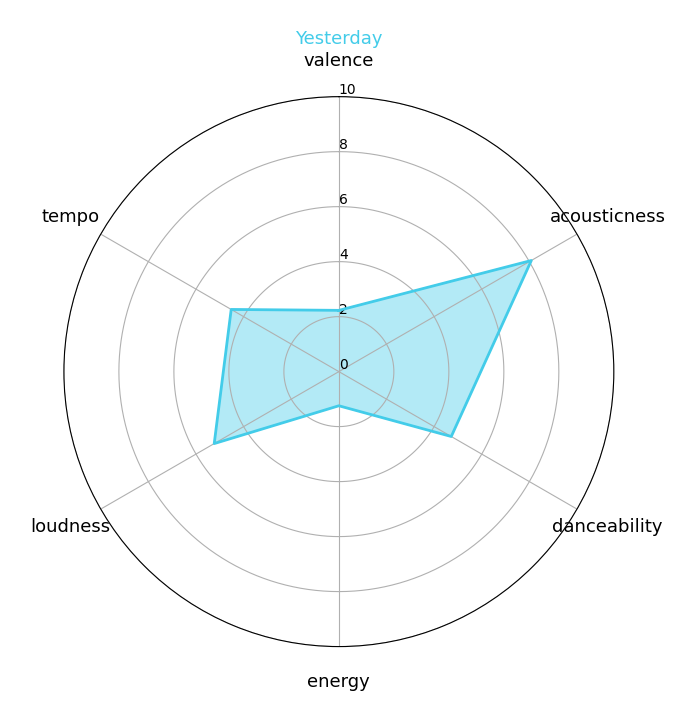 Yesterday
valence
10
8
6
4
2
0
tempo
acousticness
loudness
danceability
energy